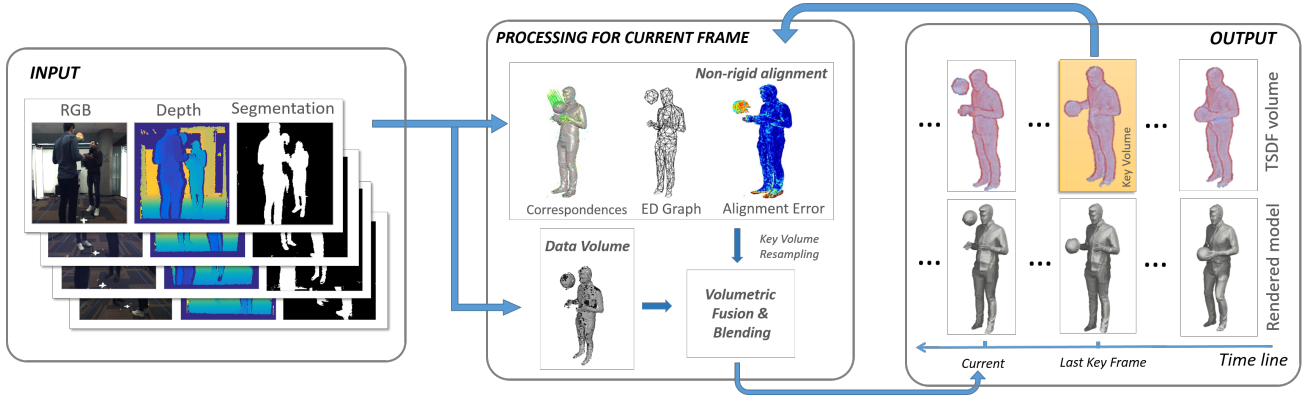 INPUT
RGB
Depth
Segmentation
PROCESSING FOR CURRENT FRAME
Non-rigid alignment
Correspondences
ED Graph
Alignment Error
Data Volume
Key Volume
Resampling
Volumetric
Fusion &
Blending
OUTPUT
...
...
Key Volume
...
TSDF volume
...
...
...
Rendered model
Current
Last Key Frame
Time line